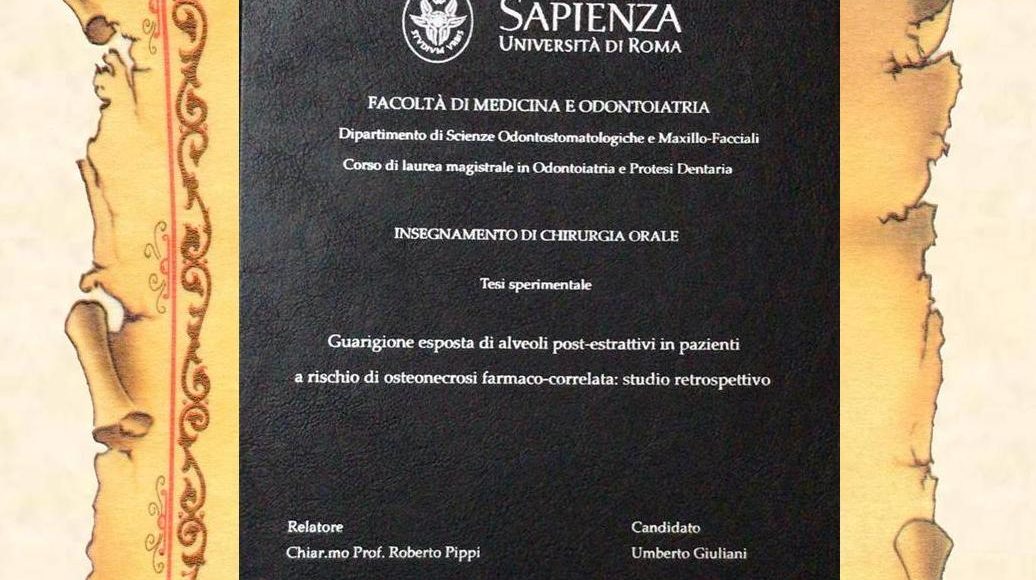 STVDIVM VRBIS
SAPIENZA
UNIVERSITÀ DI ROMA
FACOLTÀ DI MEDICINA E ODONTOIATRIA
Dipartimento di Scienze Odontostomatologiche e Maxillo-Facciali
Corso di laurea magistrale in Odontoiatria e Protesi Dentaria
INSEGNAMENTO DI CHIRURGIA ORALE
Tesi sperimentale
Guarigione esposta di alveoli post-estrattivi in pazienti
a rischio di osteonecrosi farmaco-correlata: studio retrospettivo
Relatore
Candidato
Chiar.mo Prof. Roberto Pippi
Umberto Giuliani